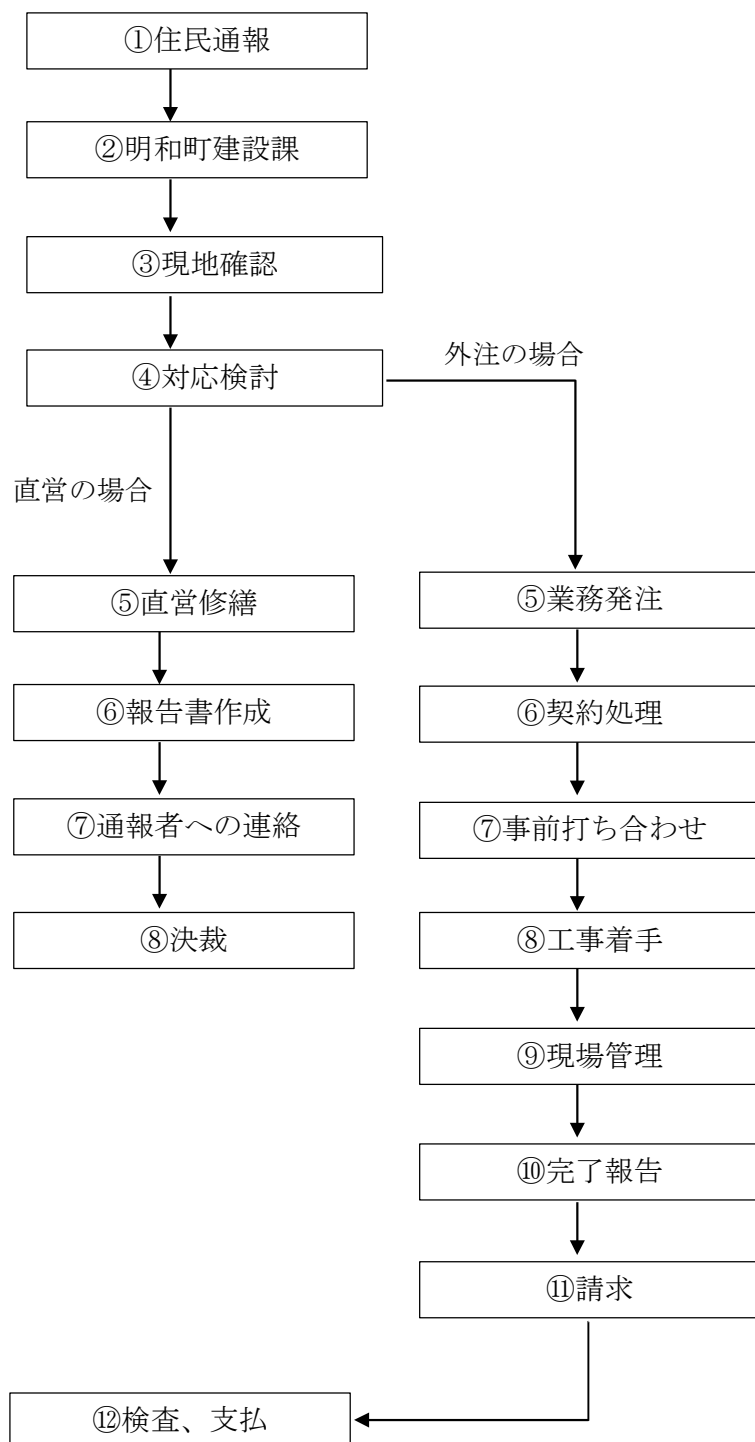 ①住民通報
②明和町建設課
③現地確認
④対応検討
外注の場合
直営の場合
⑤直営修繕
⑥報告書作成
⑦通報者への連絡
⑧決裁
⑤業務発注
⑥契約処理
⑦事前打ち合わせ
⑧工事着手
⑨現場管理
⑩完了報告
⑪請求
⑫検査、支払